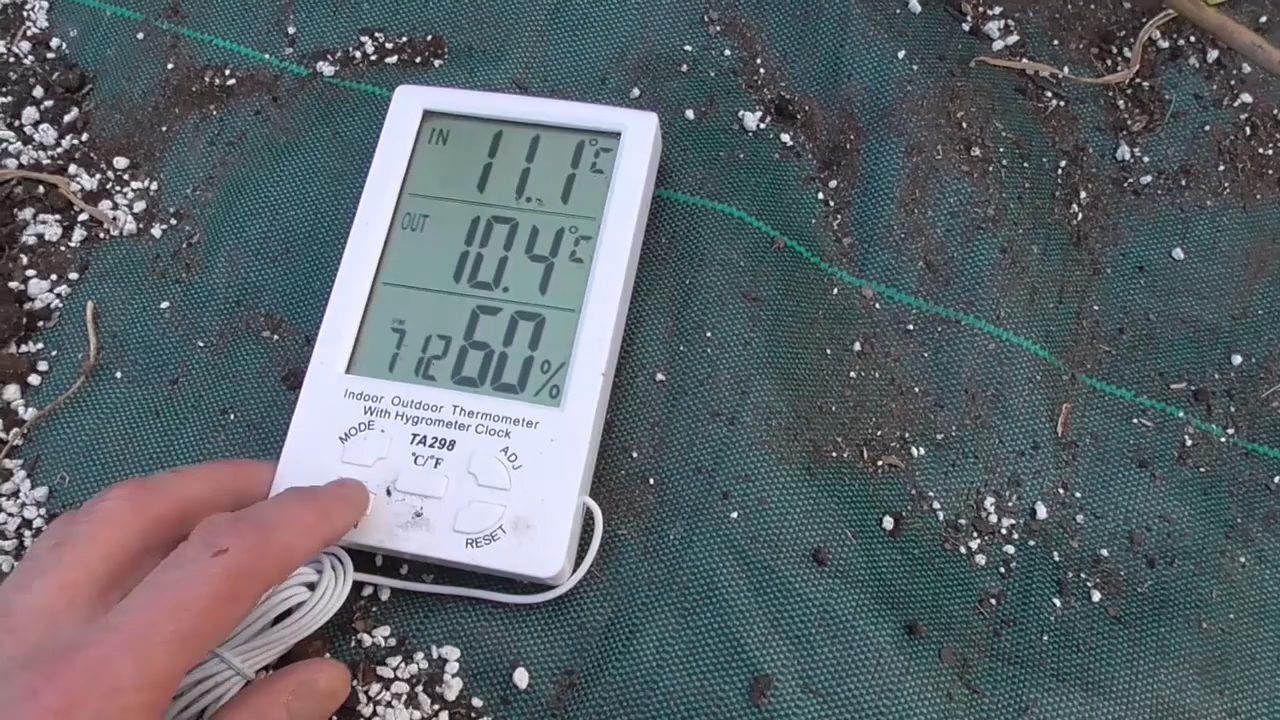 IN 11.1°C
OUT 10.4°C
7 12 60%
Indoor Outdoor Thermometer
With Hygrometer Clock
MODE
TA298
ADJ
°C/°F
RESET